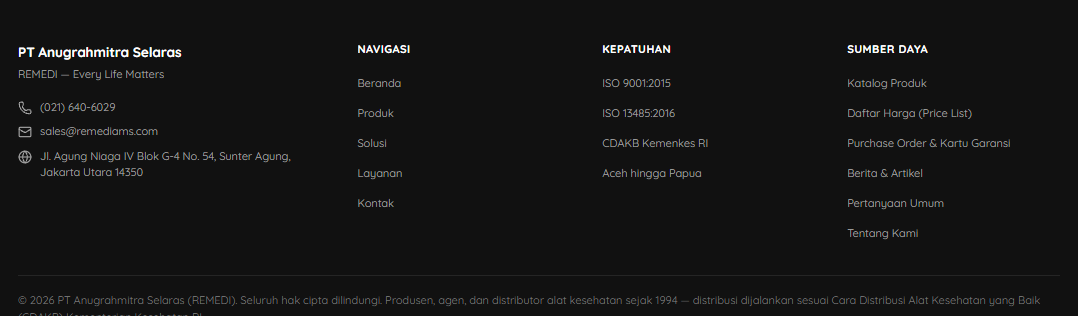 PT Anugrahmitra Selaras
REMEDI — Every Life Matters
(021) 640-6029
sales@remediams.com
Jl. Agung Niaga IV Blok G-4 No. 54, Sunter Agung,
Jakarta Utara 14350
NAVIGASI
Beranda
Produk
Solusi
Layanan
Kontak
KEPATUHAN
ISO 9001:2015
ISO 13485:2016
CDAKB Kemenkes RI
Aceh hingga Papua
SUMBER DAYA
Katalog Produk
Daftar Harga (Price List)
Purchase Order & Kartu Garansi
Berita & Artikel
Pertanyaan Umum
Tentang Kami
© 2026 PT Anugrahmitra Selaras (REMEDI). Seluruh hak cipta dilindungi. Produsen, agen, dan distributor alat kesehatan sejak 1994 — distribusi dijalankan sesuai Cara Distribusi Alat Kesehatan yang Baik
(CDAKB) Kementerian Kesehatan RI.